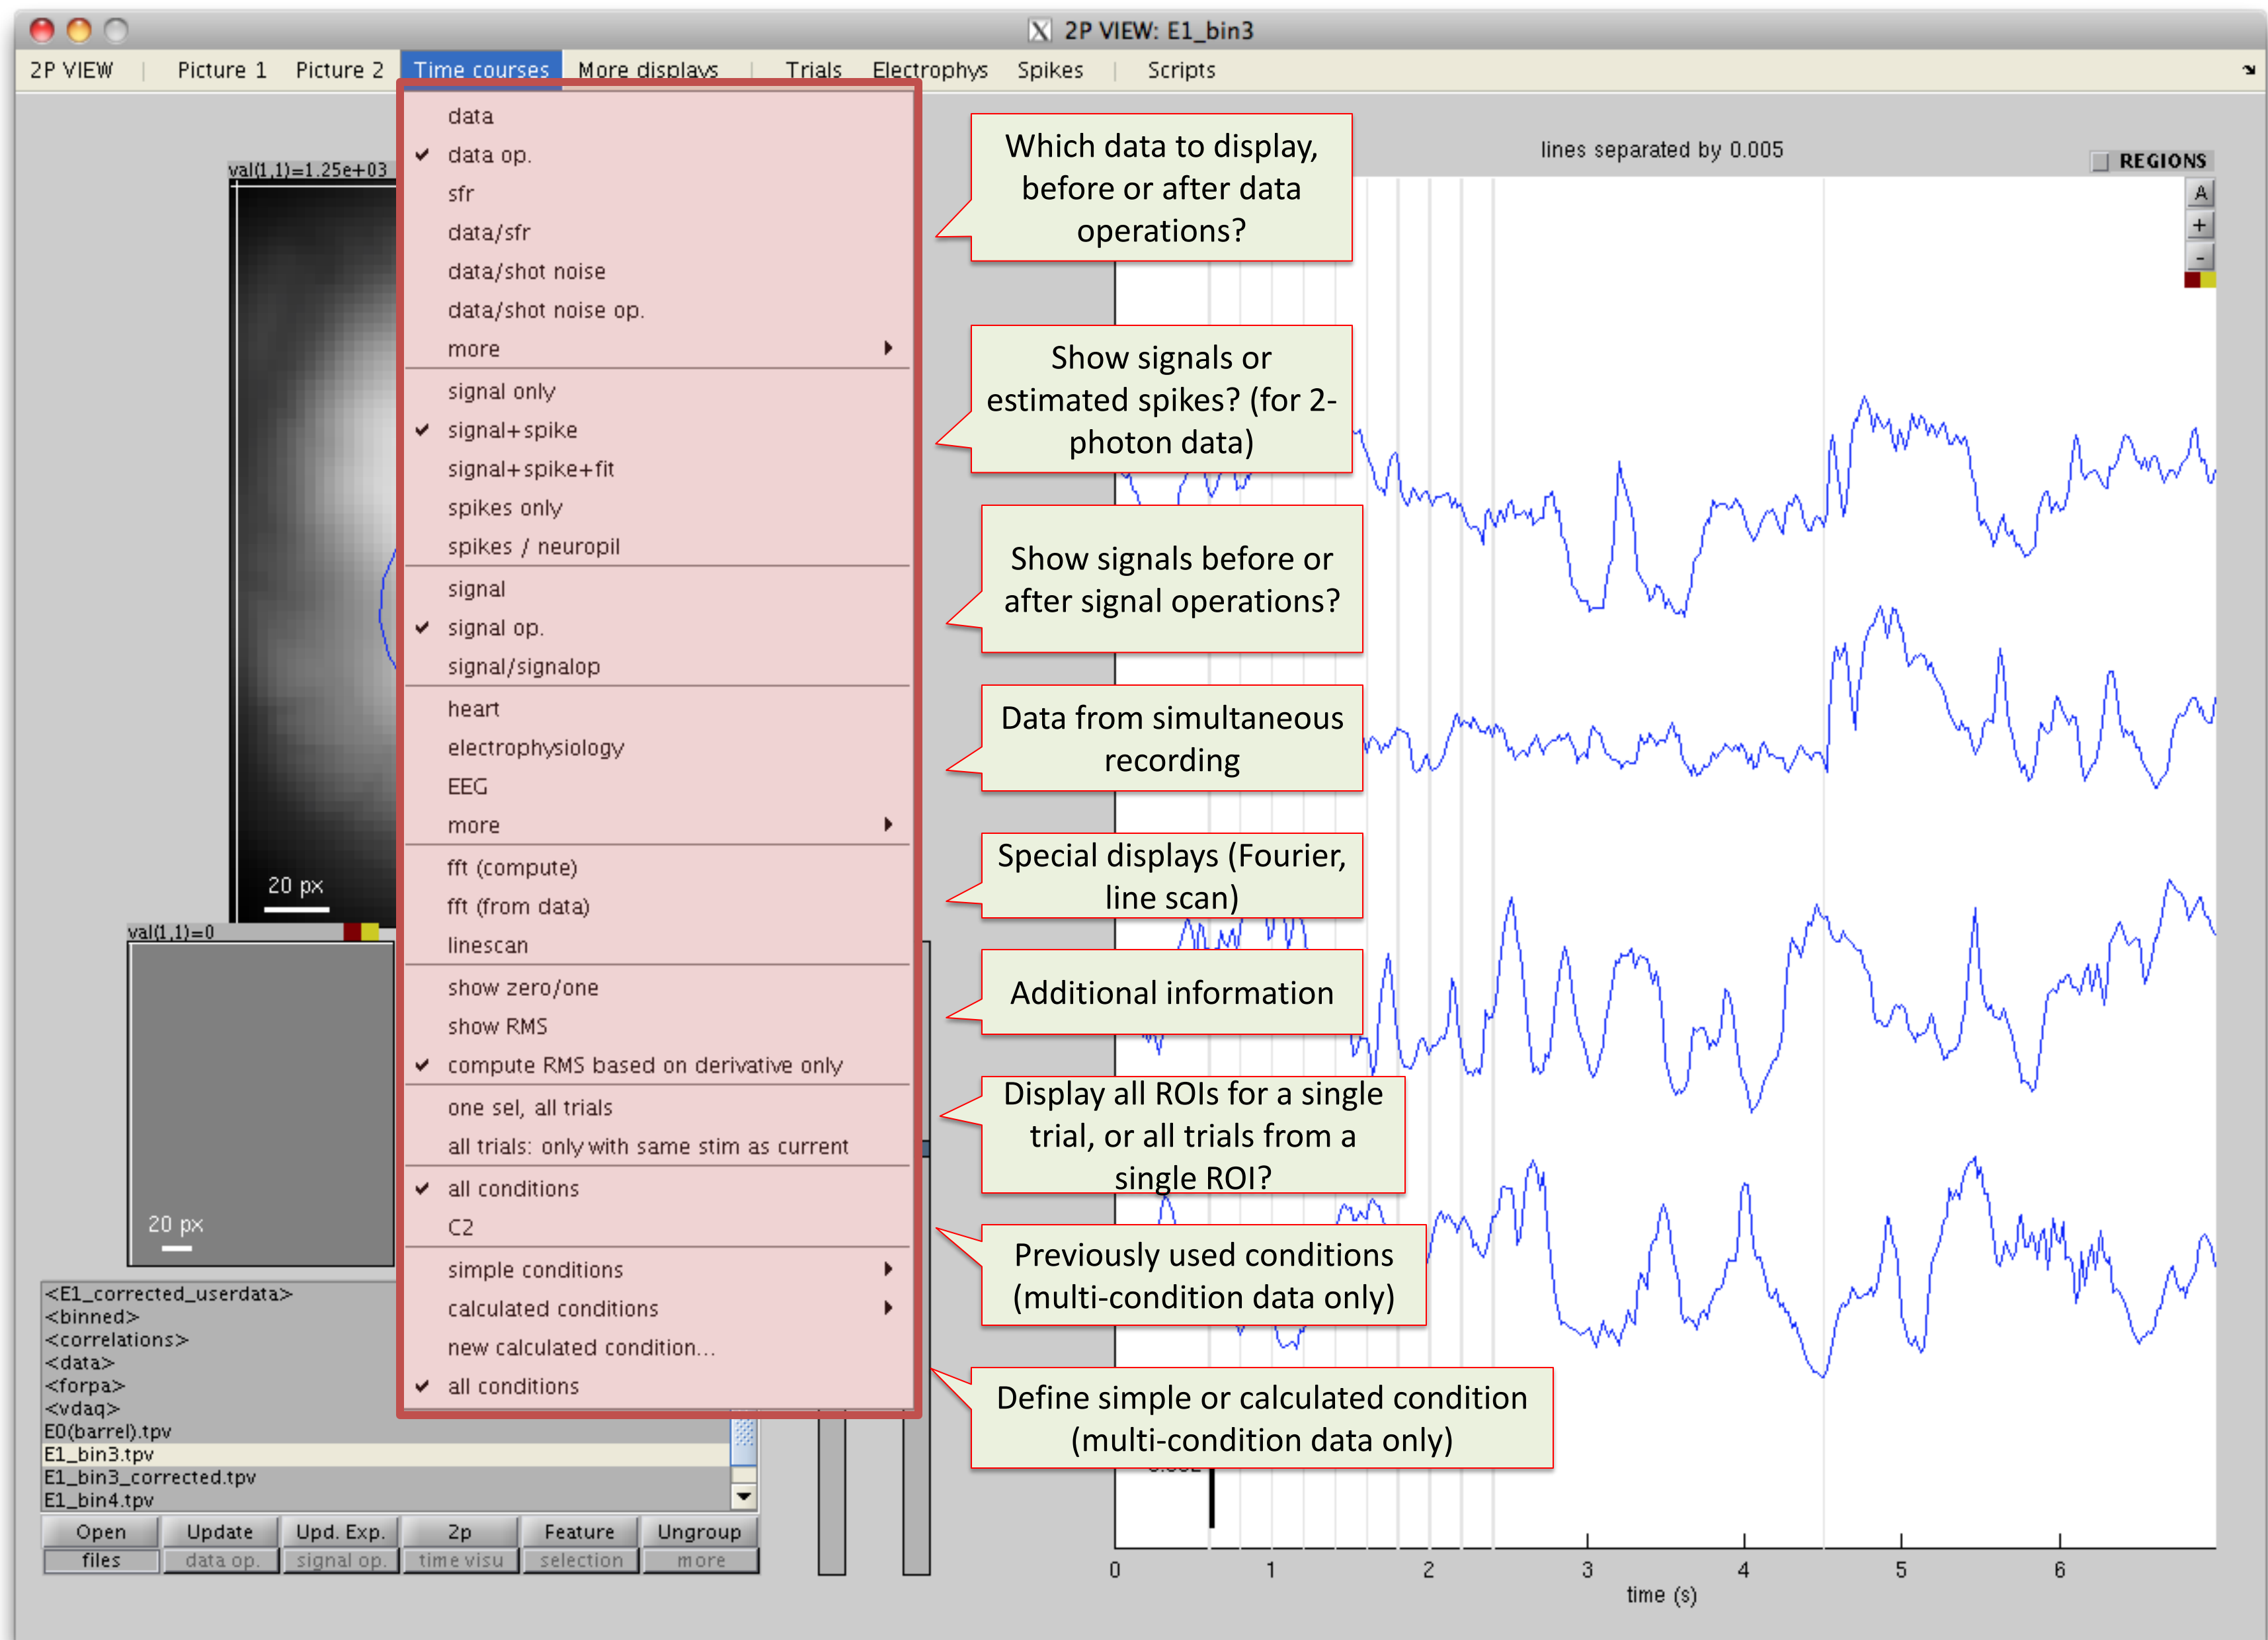 2P VIEW: E1_bin3
2P VIEW | Picture 1 Picture 2 Time courses More displays | Trials Electrophys Spikes | Scripts
val(1,1)=1.25e+03
20 px
val(1,1)=0
20 px
data
data op.
sfr
data/sfr
data/shot noise
data/shot noise op.
more
signal only
signal+spike
signal+spike+fit
spikes only
spikes / neuropil
signal
signal op.
signal/signalop
heart
electrophysiology
EEG
more
fft (compute)
fft (from data)
linescan
show zero/one
show RMS
compute RMS based on derivative only
one sel, all trials
all trials: only with same stim as current
all conditions
C2
simple conditions
calculated conditions
new calculated condition...
all conditions
Which data to display,
before or after data
operations?
Show signals or
estimated spikes? (for 2-
photon data)
Show signals before or
after signal operations?
Data from simultaneous
recording
Special displays (Fourier,
line scan)
Additional information
Display all ROIs for a single
trial, or all trials from a
single ROI?
Previously used conditions
(multi-condition data only)
Define simple or calculated condition
(multi-condition data only)
lines separated by 0.005
REGIONS
A
+
-
0 1 2 3 4 5 6
time (s)
<E1_corrected_userdata>
<binned>
<correlations>
<data>
<forpa>
<vdaq>
E0(barrel).tpv
E1_bin3.tpv
E1_bin3_corrected.tpv
E1_bin4.tpv
Open Update Upd. Exp. 2p Feature Ungroup
files data op. signal op. time visu selection more